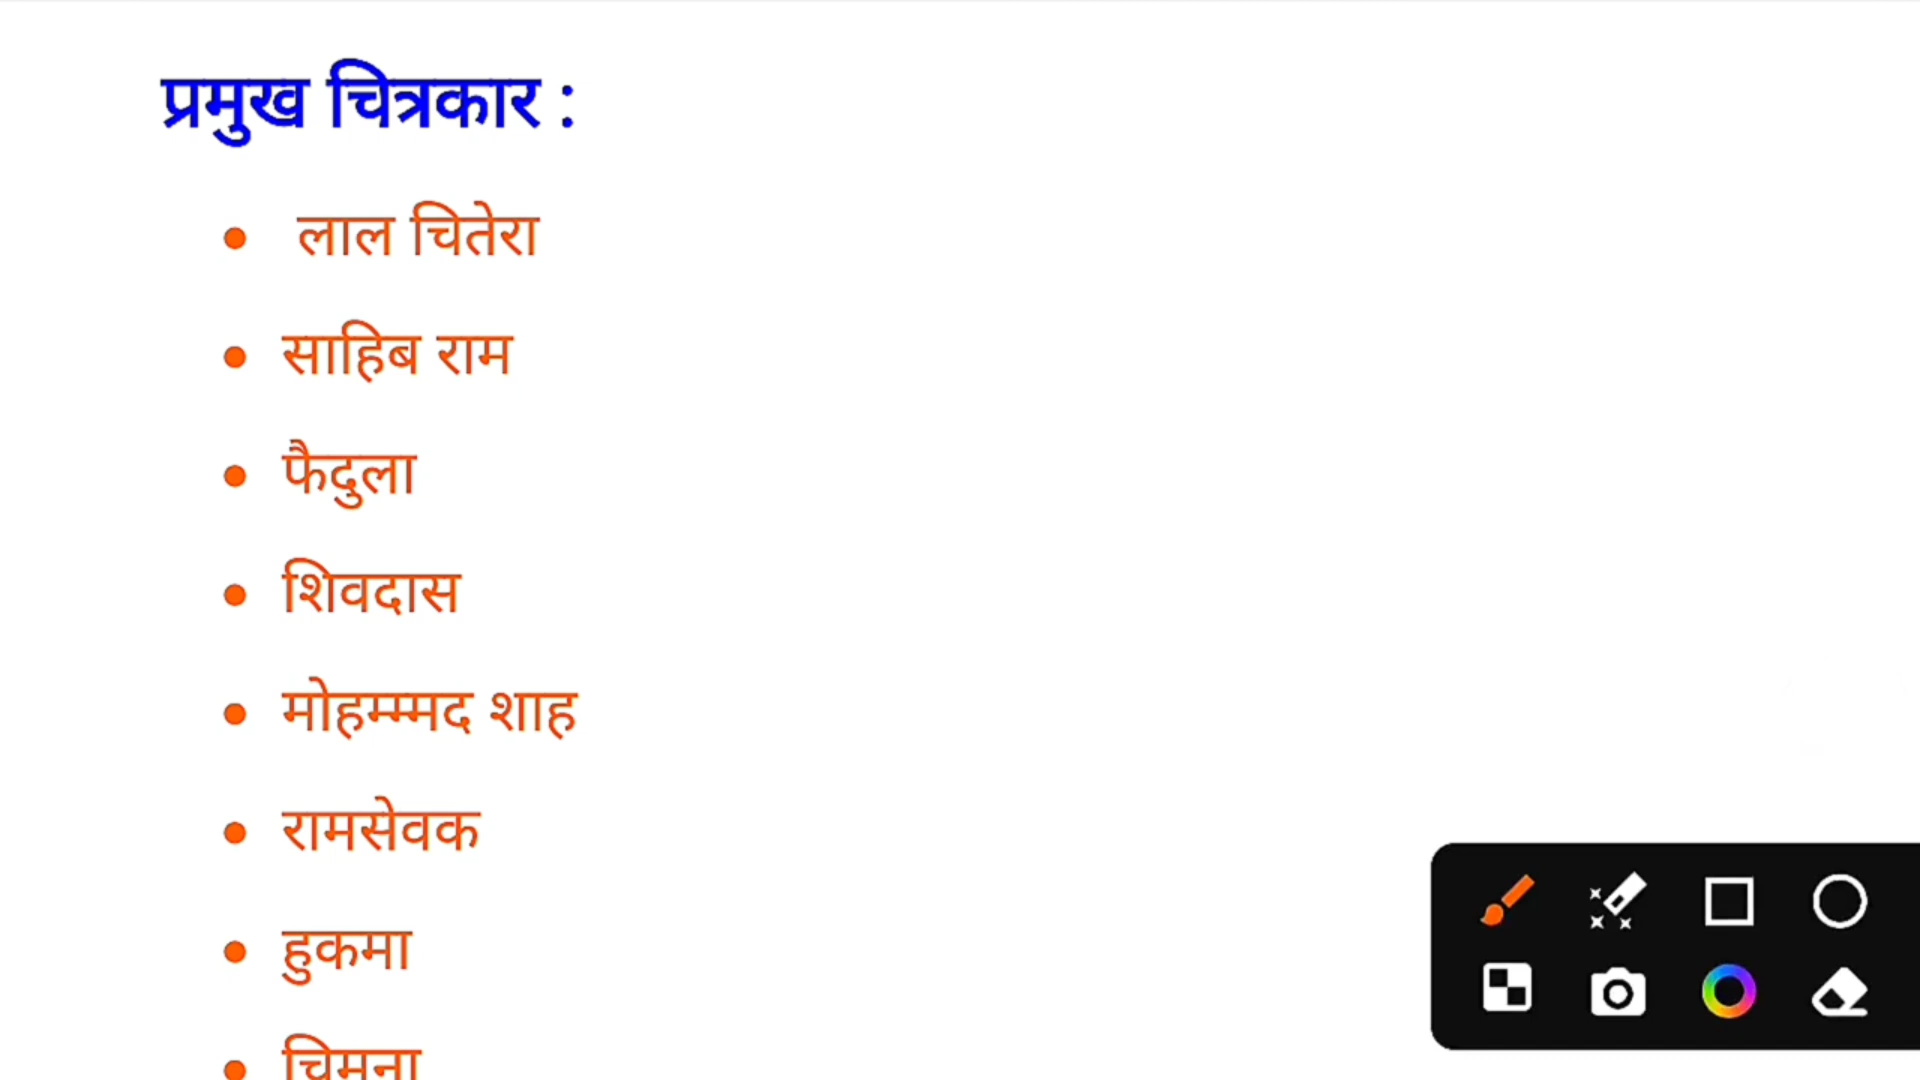 प्रमुख चित्रकार :
• लाल चितेरा
• साहिब राम
• फैदुला
• शिवदास
• मोहम्म्मद शाह
• रामसेवक
• हुकमा
• चिमना